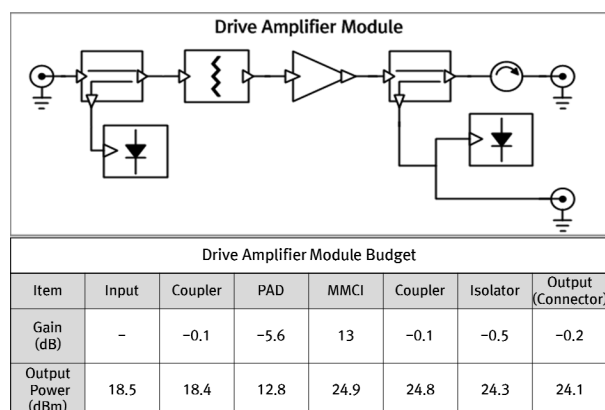 Drive Amplifier Module
Drive Amplifier Module Budget
Item Input Coupler PAD MMCI Coupler Isolator Output (Connector)
Gain (dB) – −0.1 −5.6 13 −0.1 −0.5 −0.2
Output Power (dBm) 18.5 18.4 12.8 24.9 24.8 24.3 24.1